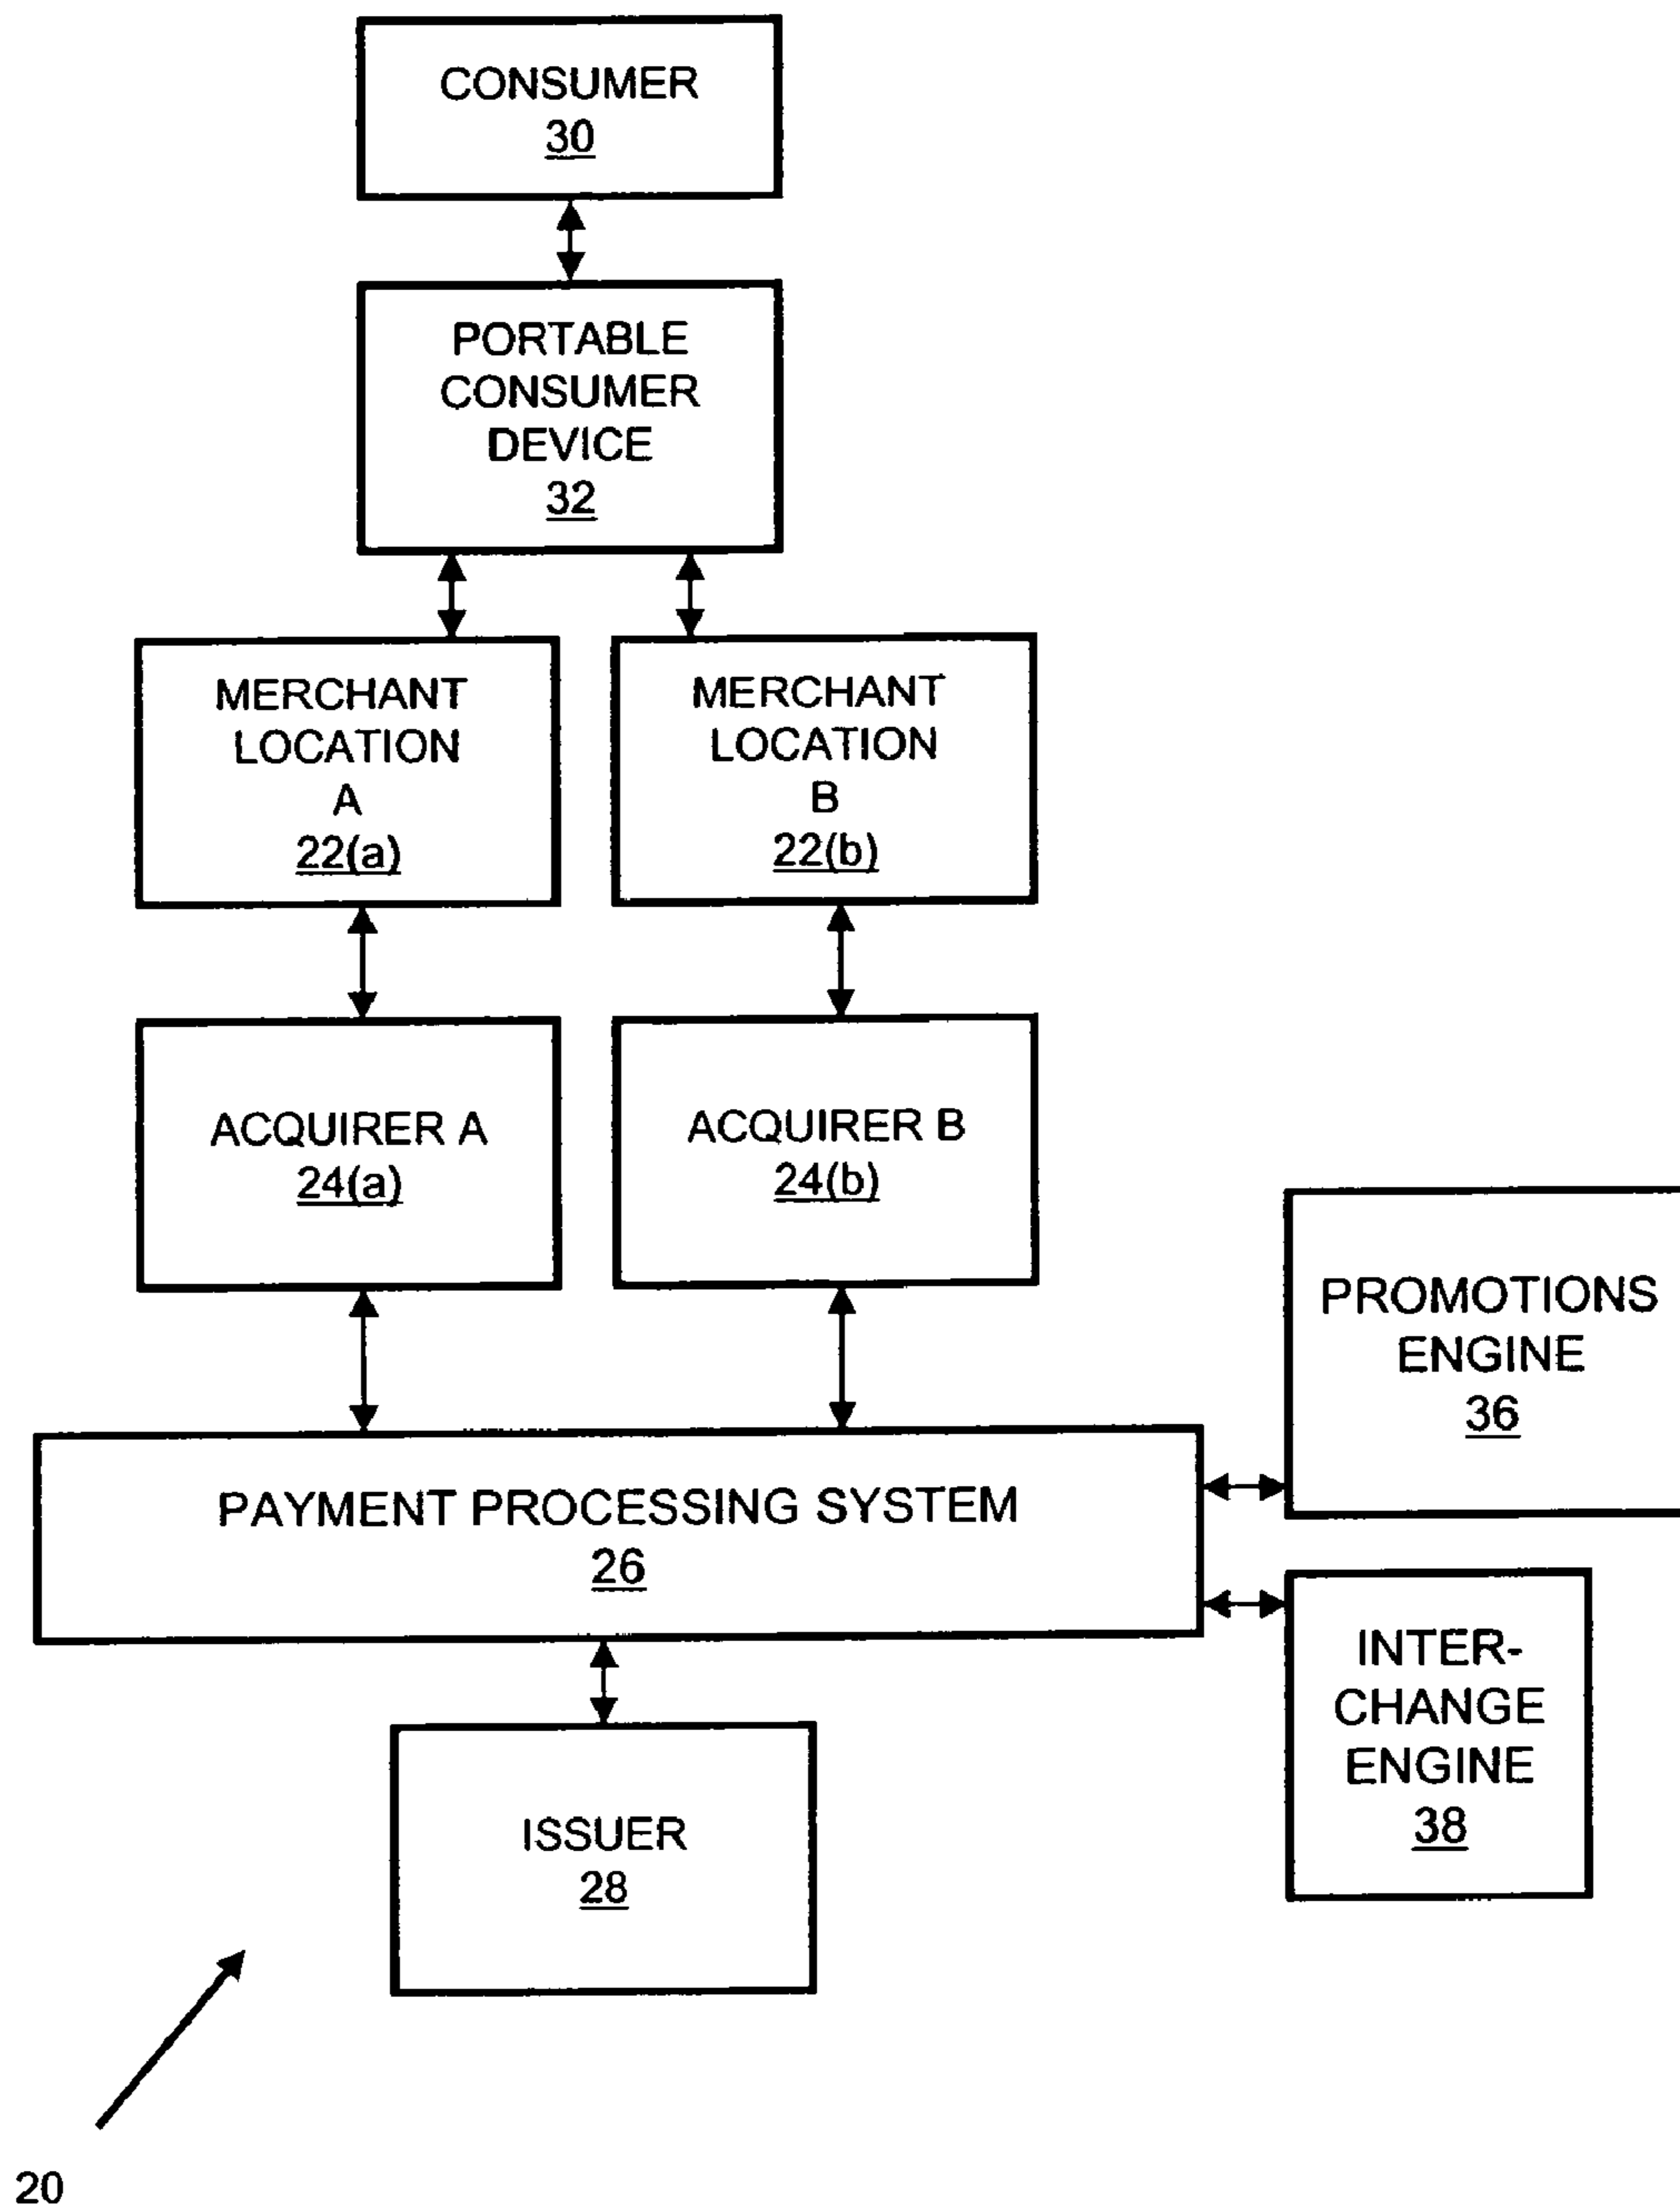 CONSUMER
30
PORTABLE
CONSUMER
DEVICE
32
MERCHANT
LOCATION
A
22(a)
MERCHANT
LOCATION
B
22(b)
ACQUIRER A
24(a)
ACQUIRER B
24(b)
PROMOTIONS
ENGINE
36
PAYMENT PROCESSING SYSTEM
26
INTER-
CHANGE
ENGINE
38
ISSUER
28
20